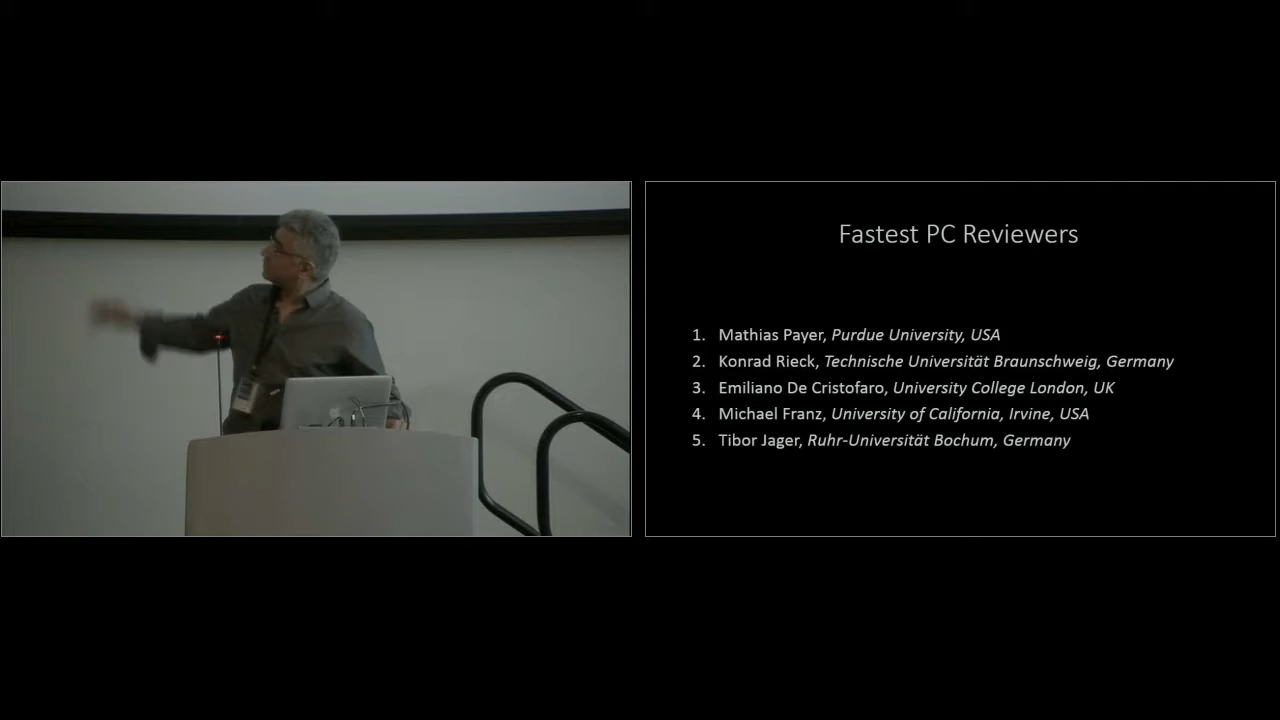 Fastest PC Reviewers
1. Mathias Payer, Purdue University, USA
2. Konrad Rieck, Technische Universität Braunschweig, Germany
3. Emiliano De Cristofaro, University College London, UK
4. Michael Franz, University of California, Irvine, USA
5. Tibor Jager, Ruhr-Universität Bochum, Germany